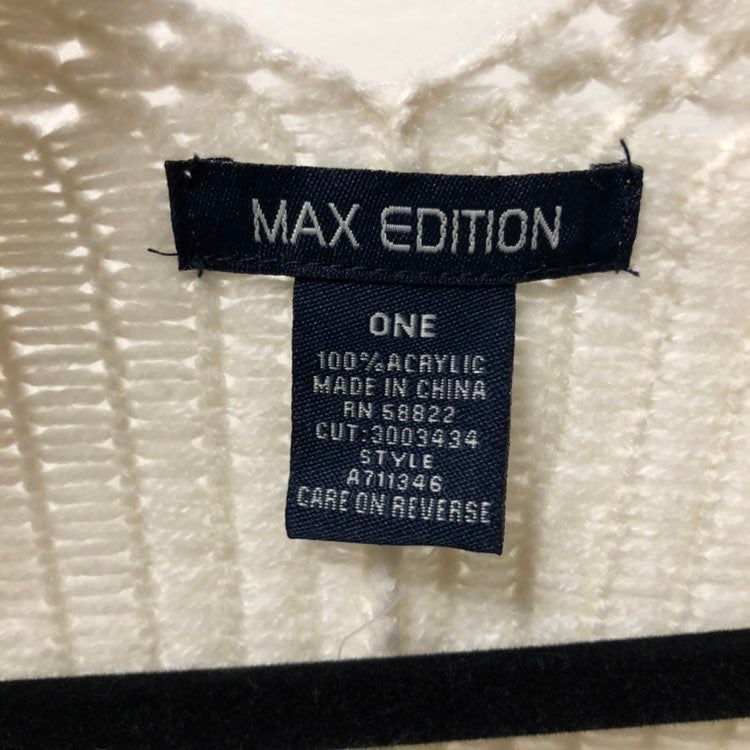 MAX EDITION
ONE
100% ACRYLIC
MADE IN CHINA
RN 58822
CUT:3003434
STYLE
A711346
CARE ON REVERSE